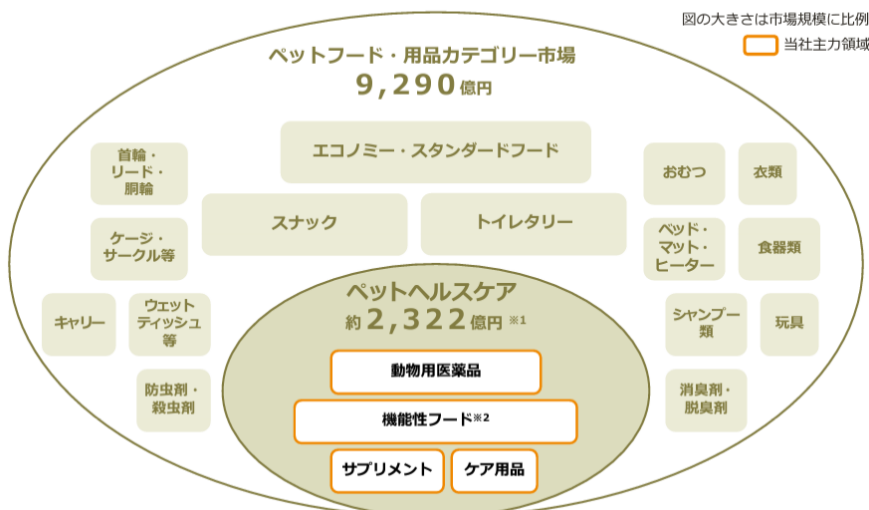 図の大きさは市場規模に比例
当社主力領域
ペットフード・用品カテゴリー市場
9,290億円
首輪・
リード・
胴輪
エコノミー・スタンダードフード
おむつ
衣類
スナック
トイレタリー
ケージ・
サークル等
ベッド・
マット・
ヒーター
食器類
キャリー
ウェット
ティッシュ
等
シャンプー
類
玩具
防虫剤・
殺虫剤
消臭剤・
脱臭剤
ペットヘルスケア
約2,322億円 ※1
動物用医薬品
機能性フード※2
サプリメント
ケア用品